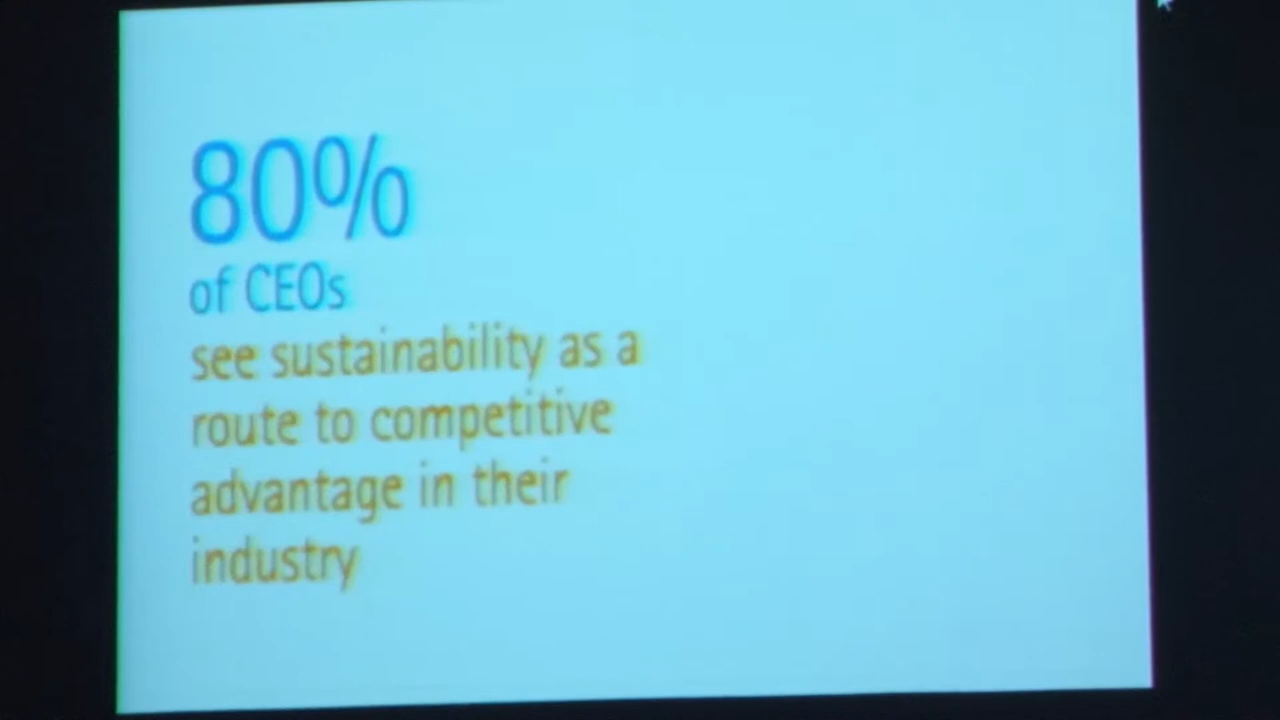 80%
of CEOs
see sustainability as a
route to competitive
advantage in their
industry